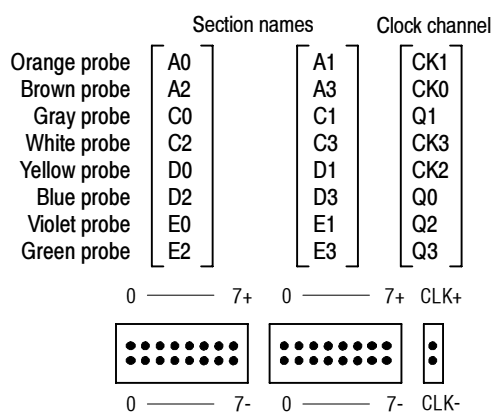 Section names Clock channel
Orange probe A0 A1 CK1
Brown probe A2 A3 CK0
Gray probe C0 C1 Q1
White probe C2 C3 CK3
Yellow probe D0 D1 CK2
Blue probe D2 D3 Q0
Violet probe E0 E1 Q2
Green probe E2 E3 Q3
0 7+ 0 7+ CLK+
0 7- 0 7- CLK-